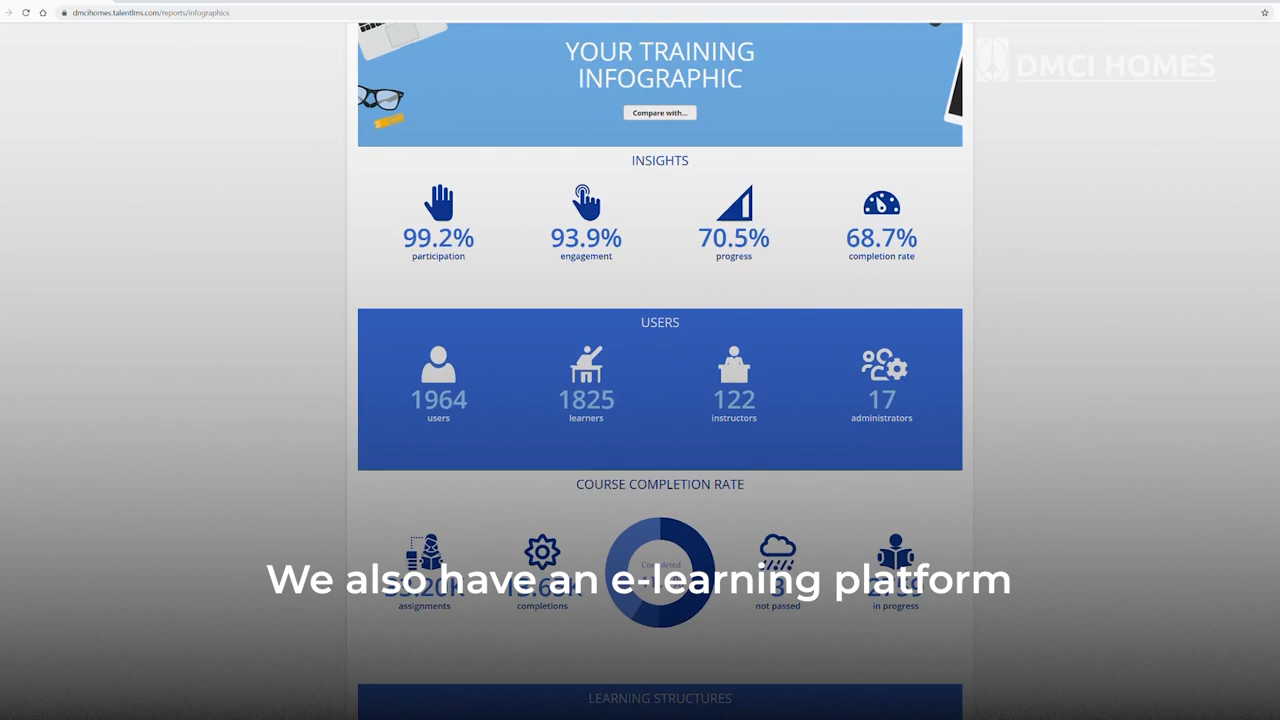 dmcihomes.talentlms.com/reports/infographics
DMCI HOMES
YOUR TRAINING
INFOGRAPHIC
Compare with...
INSIGHTS
99.2% 93.9% 70.5% 68.7%
participation engagement progress completion rate
USERS
1964 1825 122 17
users learners instructors administrators
COURSE COMPLETION RATE
We also have an e-learning platform
assignments completions not passed in progress
LEARNING STRUCTURES